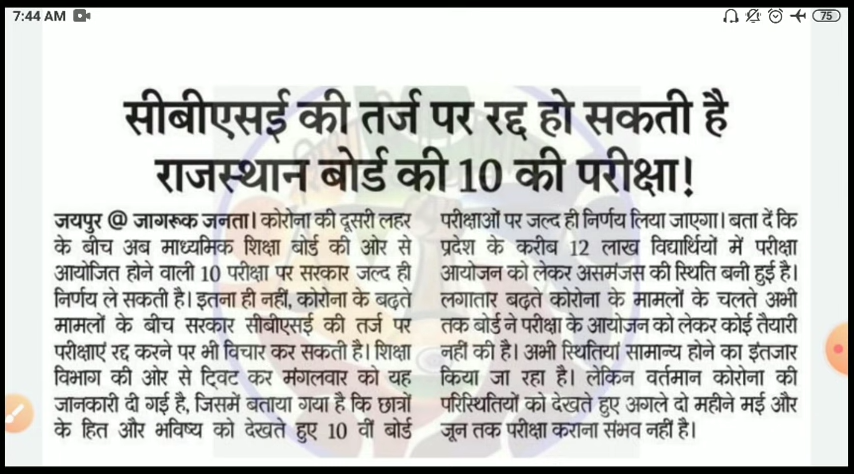 7:44 AM
75
सीबीएसई की तर्ज पर रद्द हो सकती है
राजस्थान बोर्ड की 10 की परीक्षा!
जयपुर @ जागरूक जनता। कोरोना की दूसरी लहर
के बीच अब माध्यमिक शिक्षा बोर्ड की ओर से
आयोजित होने वाली 10 परीक्षा पर सरकार जल्द ही
निर्णय ले सकती है। इतना ही नहीं, कोरोना के बढ़ते
मामलों के बीच सरकार सीबीएसई की तर्ज पर
परीक्षाएं रद्द करने पर भी विचार कर सकती है। शिक्षा
विभाग की ओर से ट्विट कर मंगलवार को यह
जानकारी दी गई है, जिसमें बताया गया है कि छात्रों
के हित और भविष्य को देखते हुए 10 वीं बोर्ड
परीक्षाओं पर जल्द ही निर्णय लिया जाएगा। बता दें कि
प्रदेश के करीब 12 लाख विद्यार्थियों में परीक्षा
आयोजन को लेकर असमंजस की स्थिति बनी हुई है।
लगातार बढ़ते कोरोना के मामलों के चलते अभी
तक बोर्ड ने परीक्षा के आयोजन को लेकर कोई तैयारी
नहीं की है। अभी स्थितियां सामान्य होने का इंतजार
किया जा रहा है। लेकिन वर्तमान कोरोना की
परिस्थितियों को देखते हुए अगले दो महीने मई और
जून तक परीक्षा कराना संभव नहीं है।